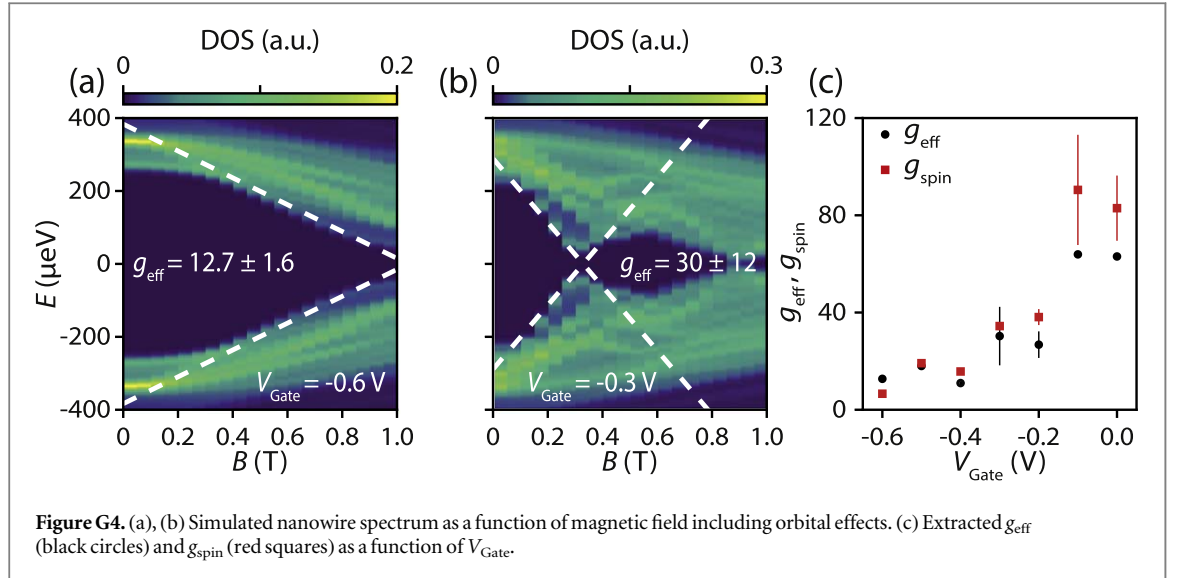 DOS (a.u.)
0 0.2
(a)
400
200
0
-200
-400
E (µeV)
g_eff = 12.7 ± 1.6
V_Gate = -0.6 V
0 0.2 0.4 0.6 0.8 1.0
B (T)
DOS (a.u.)
0 0.3
(b)
g_eff = 30 ± 12
V_Gate = -0.3 V
0 0.2 0.4 0.6 0.8 1.0
B (T)
(c)
120
80
40
0
g_eff, g_spin
g_eff
g_spin
-0.6 -0.4 -0.2 0.0
V_Gate (V)
Figure G4. (a), (b) Simulated nanowire spectrum as a function of magnetic field including orbital effects. (c) Extracted g_eff
(black circles) and g_spin (red squares) as a function of V_Gate.